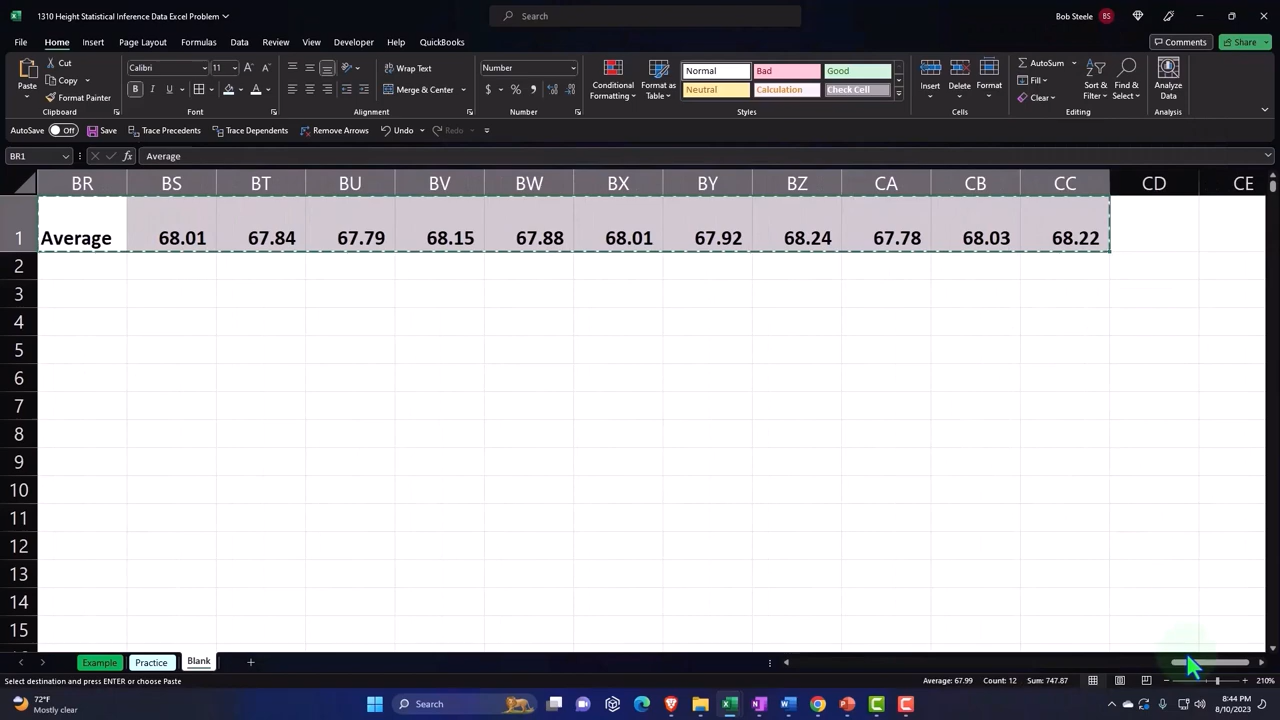 1310 Height Statistical Inference Data Excel Problem
Search
Bob Steele BS
File Home Insert Page Layout Formulas Data Review View Developer Help QuickBooks
Comments Share
Cut
Copy
Format Painter
Paste
Clipboard
Calibri 11
Font
Wrap Text
Merge & Center
Alignment
Number
Number
Conditional Formatting
Format as Table
Normal Bad Good
Neutral Calculation Check Cell
Styles
Insert Delete Format
Cells
AutoSum
Fill
Clear
Sort & Filter
Find & Select
Editing
Analyze Data
Analysis
AutoSave Off Save Trace Precedents Trace Dependents Remove Arrows Undo Redo
BR1 fx Average
BR BS BT BU BV BW BX BY BZ CA CB CC CD CE
1 Average 68.01 67.84 67.79 68.15 67.88 68.01 67.92 68.24 67.78 68.03 68.22
2
3
4
5
6
7
8
9
10
11
12
13
14
15
Example Practice Blank
Select destination and press ENTER or choose Paste Average: 67.99 Count: 12 Sum: 747.87 210%
72°F
Mostly clear
Search
8:44 PM
8/10/2023